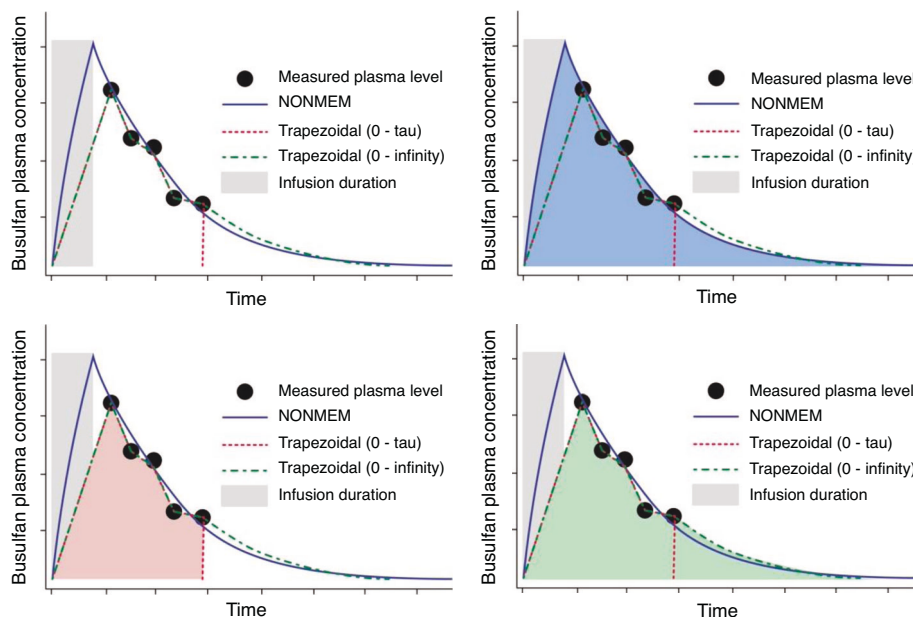 Busulfan plasma concentration
Measured plasma level
NONMEM
Trapezoidal (0 - tau)
Trapezoidal (0 - infinity)
Infusion duration
Time
Busulfan plasma concentration
Measured plasma level
NONMEM
Trapezoidal (0 - tau)
Trapezoidal (0 - infinity)
Infusion duration
Time
Busulfan plasma concentration
Measured plasma level
NONMEM
Trapezoidal (0 - tau)
Trapezoidal (0 - infinity)
Infusion duration
Time
Busulfan plasma concentration
Measured plasma level
NONMEM
Trapezoidal (0 - tau)
Trapezoidal (0 - infinity)
Infusion duration
Time